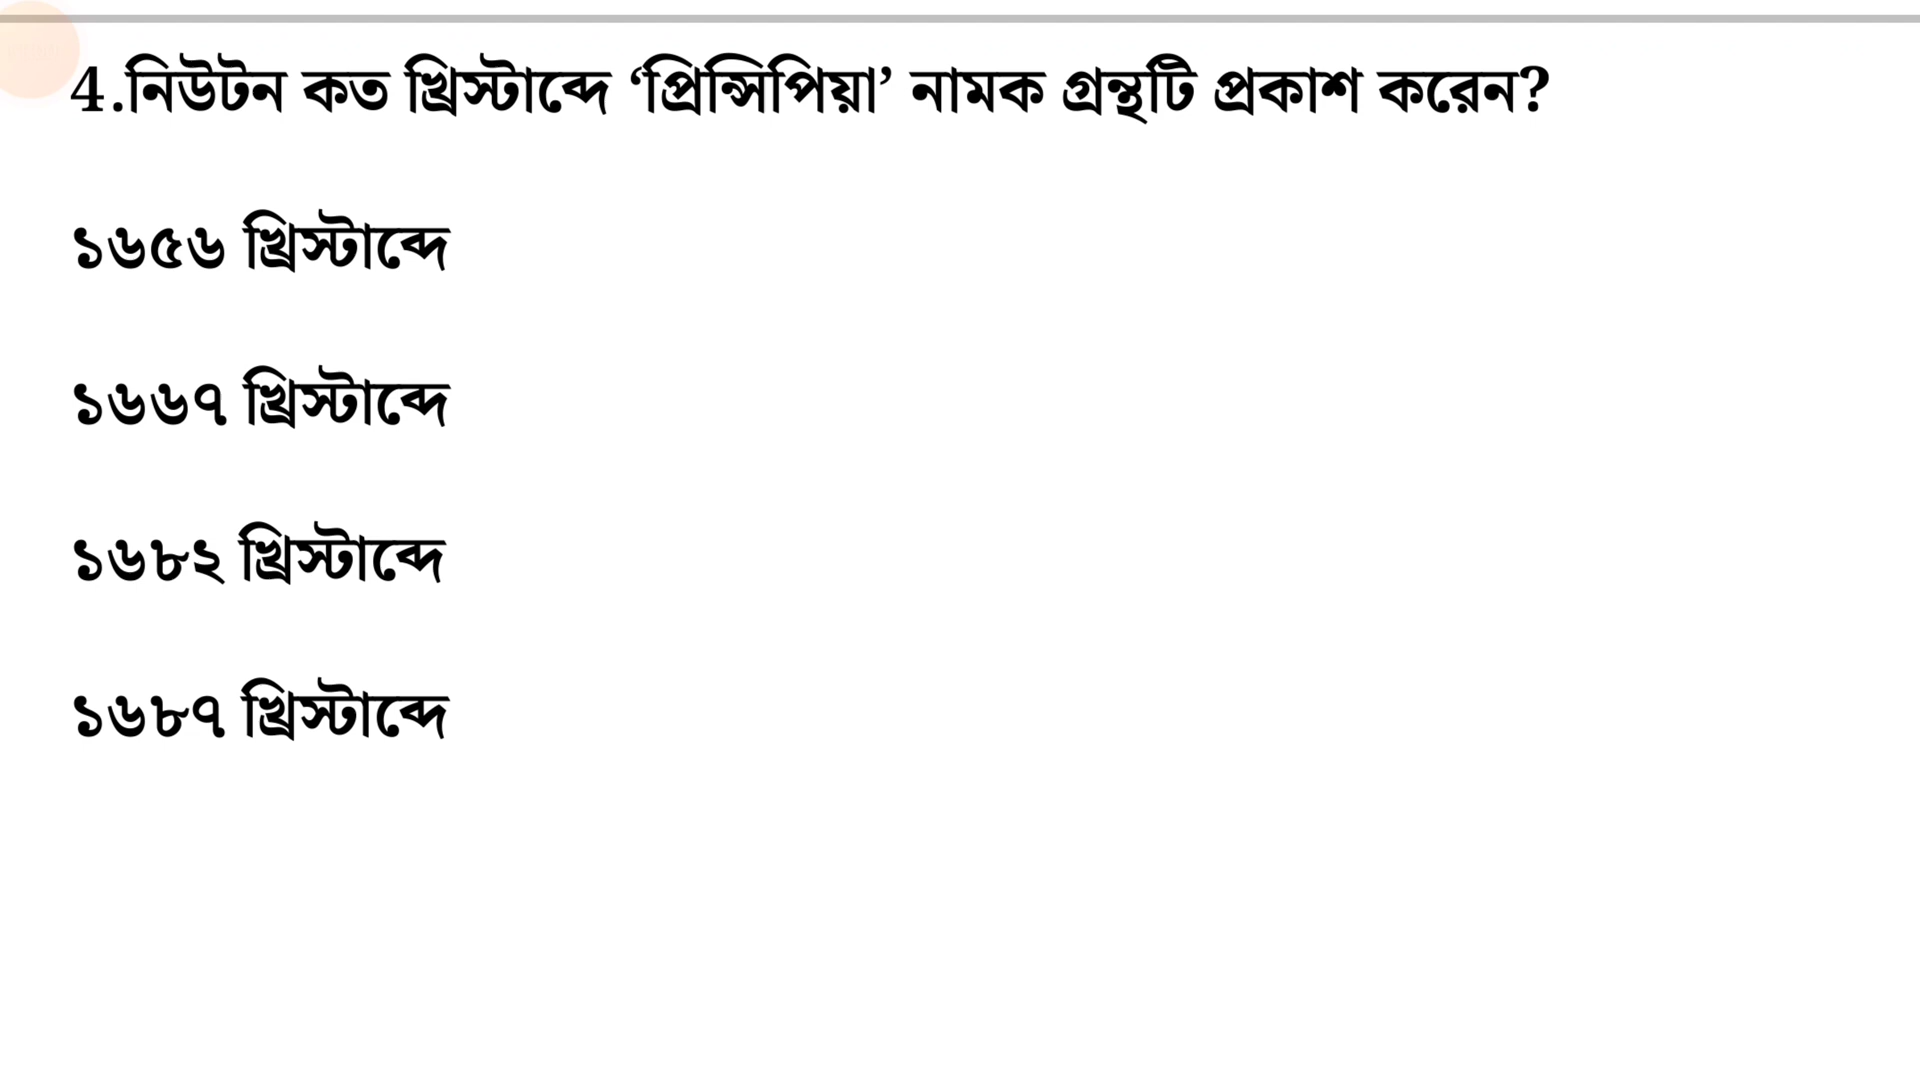 4.নিউটন কত খ্রিস্টাব্দে ‘প্রিন্সিপিয়া’ নামক গ্রন্থটি প্রকাশ করেন?
১৬৫৬ খ্রিস্টাব্দে
১৬৬৭ খ্রিস্টাব্দে
১৬৮২ খ্রিস্টাব্দে
১৬৮৭ খ্রিস্টাব্দে